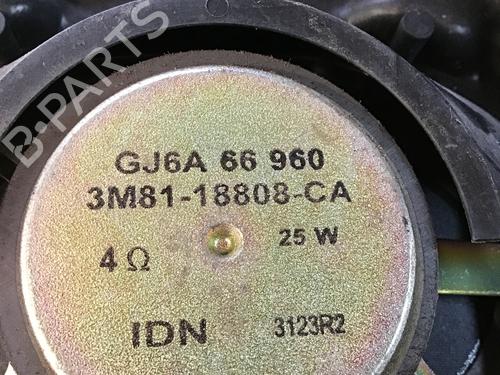 B-PARTS
GJ6A 66 960
3M81-18808-CA
4 Ω 25 W
IDN 3123R2